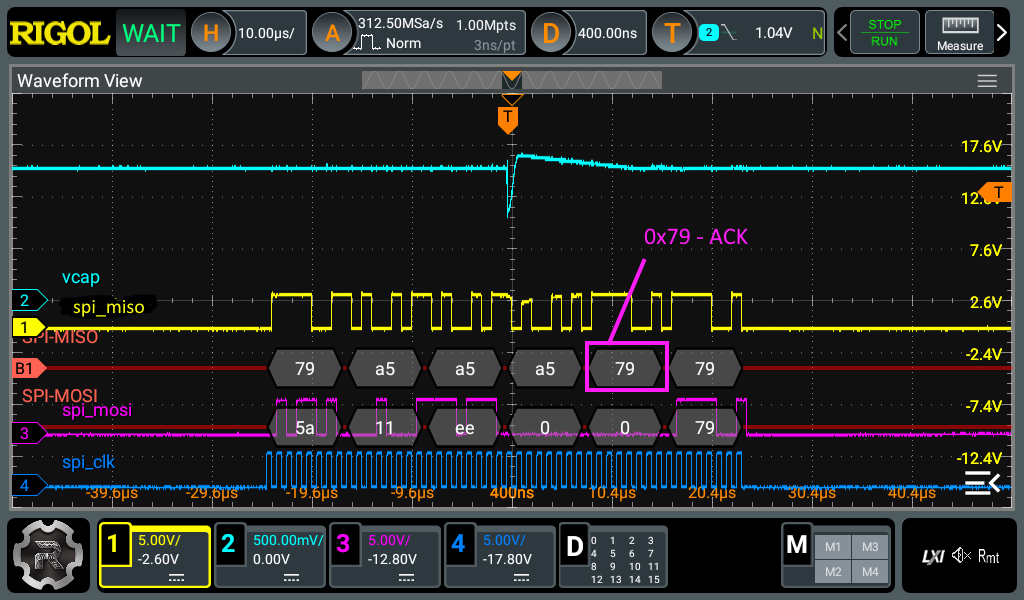 RIGOL WAIT H 10.00μs/ A 312.50MSa/s 1.00Mpts D 400.00ns T 2 1.04V N STOP
Norm 3ns/pt RUN Measure
Waveform View
T
17.6V
12.6V T
7.6V
0x79 - ACK
vcap
2 2.6V
spi_miso
1
SPI-MISO
-2.4V
B1 79 a5 a5 a5 79 79
SPI-MOSI
-7.4V
spi_mosi
3 5a 11 ee 0 0 79
spi_clk -12.4V
4 -39.6μs -29.6μs -19.6μs -9.6μs 400ns 10.4μs 20.4μs 30.4μs 40.4μs
1 5.00V/ 2 500.00mV/ 3 5.00V/ 4 5.00V/ D 0 1 2 3 M M1 M3
-2.60V 0.00V -12.80V -17.80V 4 5 6 7 M2 M4
8 9 10 11
12 13 14 15
LXI Rmt